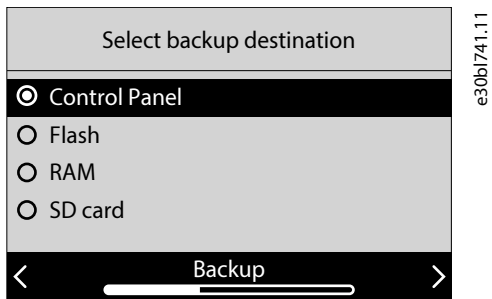 Select backup destination
Control Panel
Flash
RAM
SD card
Backup
e30bl741.11